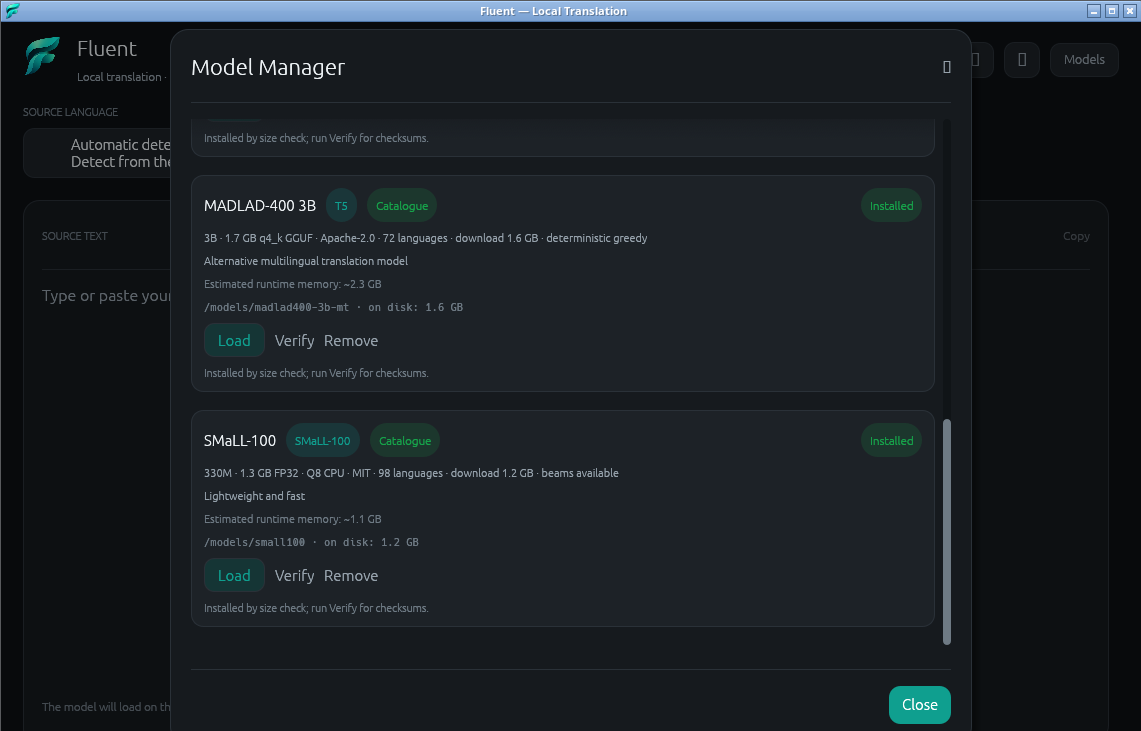 Fluent — Local Translation
Fluent
Local translation ·
Models
SOURCE LANGUAGE
Automatic dete
Detect from the
SOURCE TEXT
Copy
Type or paste your
The model will load on th
Model Manager
Installed by size check; run Verify for checksums.
MADLAD-400 3B T5 Catalogue Installed
3B · 1.7 GB q4_k GGUF · Apache-2.0 · 72 languages · download 1.6 GB · deterministic greedy
Alternative multilingual translation model
Estimated runtime memory: ~2.3 GB
/models/madlad400-3b-mt · on disk: 1.6 GB
Load Verify Remove
Installed by size check; run Verify for checksums.
SMaLL-100 SMaLL-100 Catalogue Installed
330M · 1.3 GB FP32 · Q8 CPU · MIT · 98 languages · download 1.2 GB · beams available
Lightweight and fast
Estimated runtime memory: ~1.1 GB
/models/small100 · on disk: 1.2 GB
Load Verify Remove
Installed by size check; run Verify for checksums.
Close